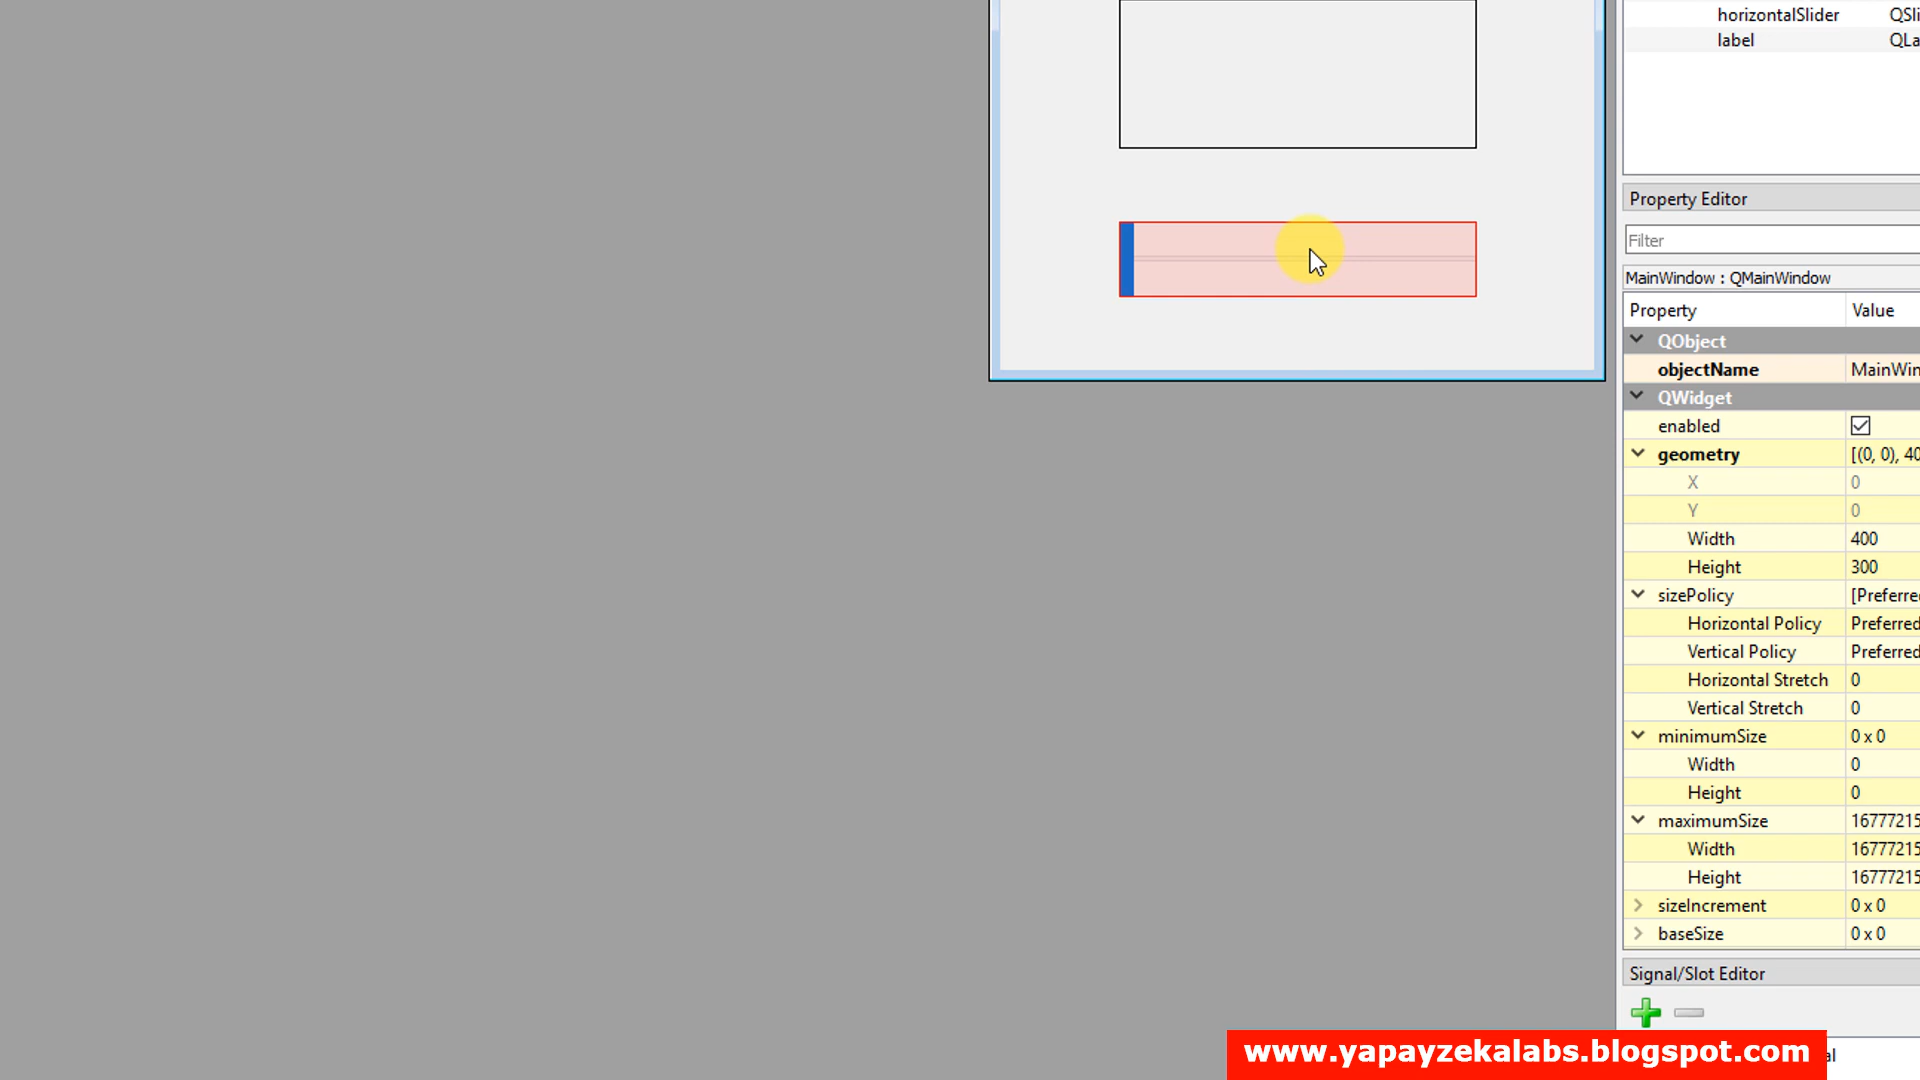 horizontalSlider QSli
label QLa
Property Editor
Filter
MainWindow : QMainWindow
Property Value
QObject
objectName MainWin
QWidget
enabled
geometry [(0, 0), 40
X 0
Y 0
Width 400
Height 300
sizePolicy [Preferred
Horizontal Policy Preferred
Vertical Policy Preferred
Horizontal Stretch 0
Vertical Stretch 0
minimumSize 0 x 0
Width 0
Height 0
maximumSize 16777215
Width 16777215
Height 16777215
sizeIncrement 0 x 0
baseSize 0 x 0
Signal/Slot Editor
www.yapayzekalabs.blogspot.com